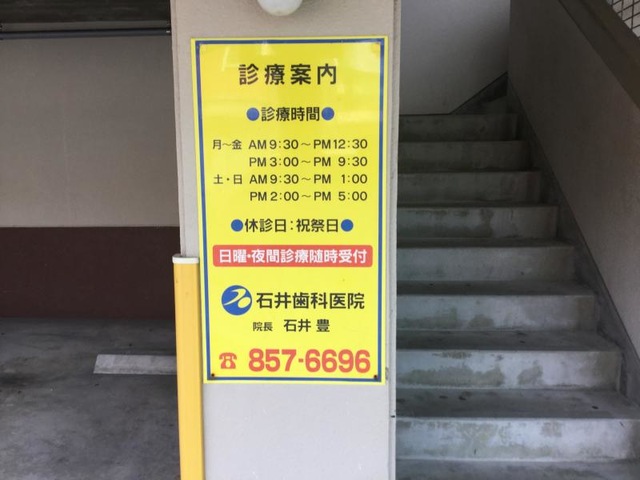 診療案内
●診療時間●
月～金 AM 9:30～PM 12:30
PM 3:00～PM 9:30
土・日 AM 9:30～PM 1:00
PM 2:00～PM 5:00
●休診日:祝祭日●
日曜・夜間診療随時受付
石井歯科医院
院長 石井 豊
☎ 857-6696